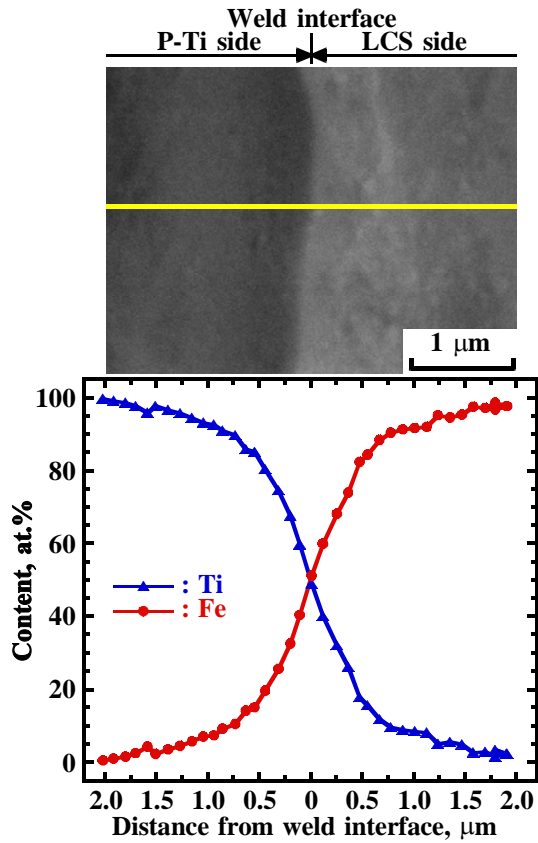 Weld interface
P-Ti side LCS side
1 μm
100
80
60
40
20
0
: Ti
: Fe
Content, at.%
2.0 1.5 1.0 0.5 0 0.5 1.0 1.5 2.0
Distance from weld interface, μm